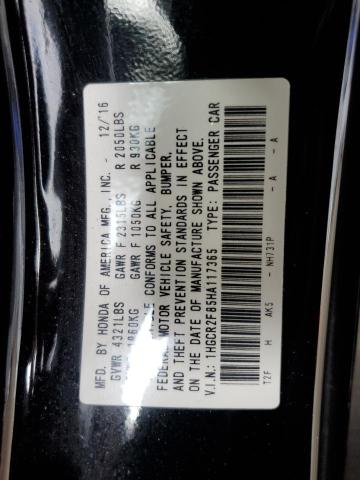 MFD. BY HONDA OF AMERICA MFG., INC. - 12/'16
GVWR 4321LBS GAWR F 2315LBS R 2050LBS
1960KG GAWR F 1050KG R 930KG
CONFORMS TO ALL APPLICABLE
FEDERAL MOTOR VEHICLE SAFETY, BUMPER,
AND THEFT PREVENTION STANDARDS IN EFFECT
ON THE DATE OF MANUFACTURE SHOWN ABOVE.
V.I.N.: 1HGCR2F85HA117365 TYPE: PASSENGER CAR
T2F H AK5 - NH731P - A - A